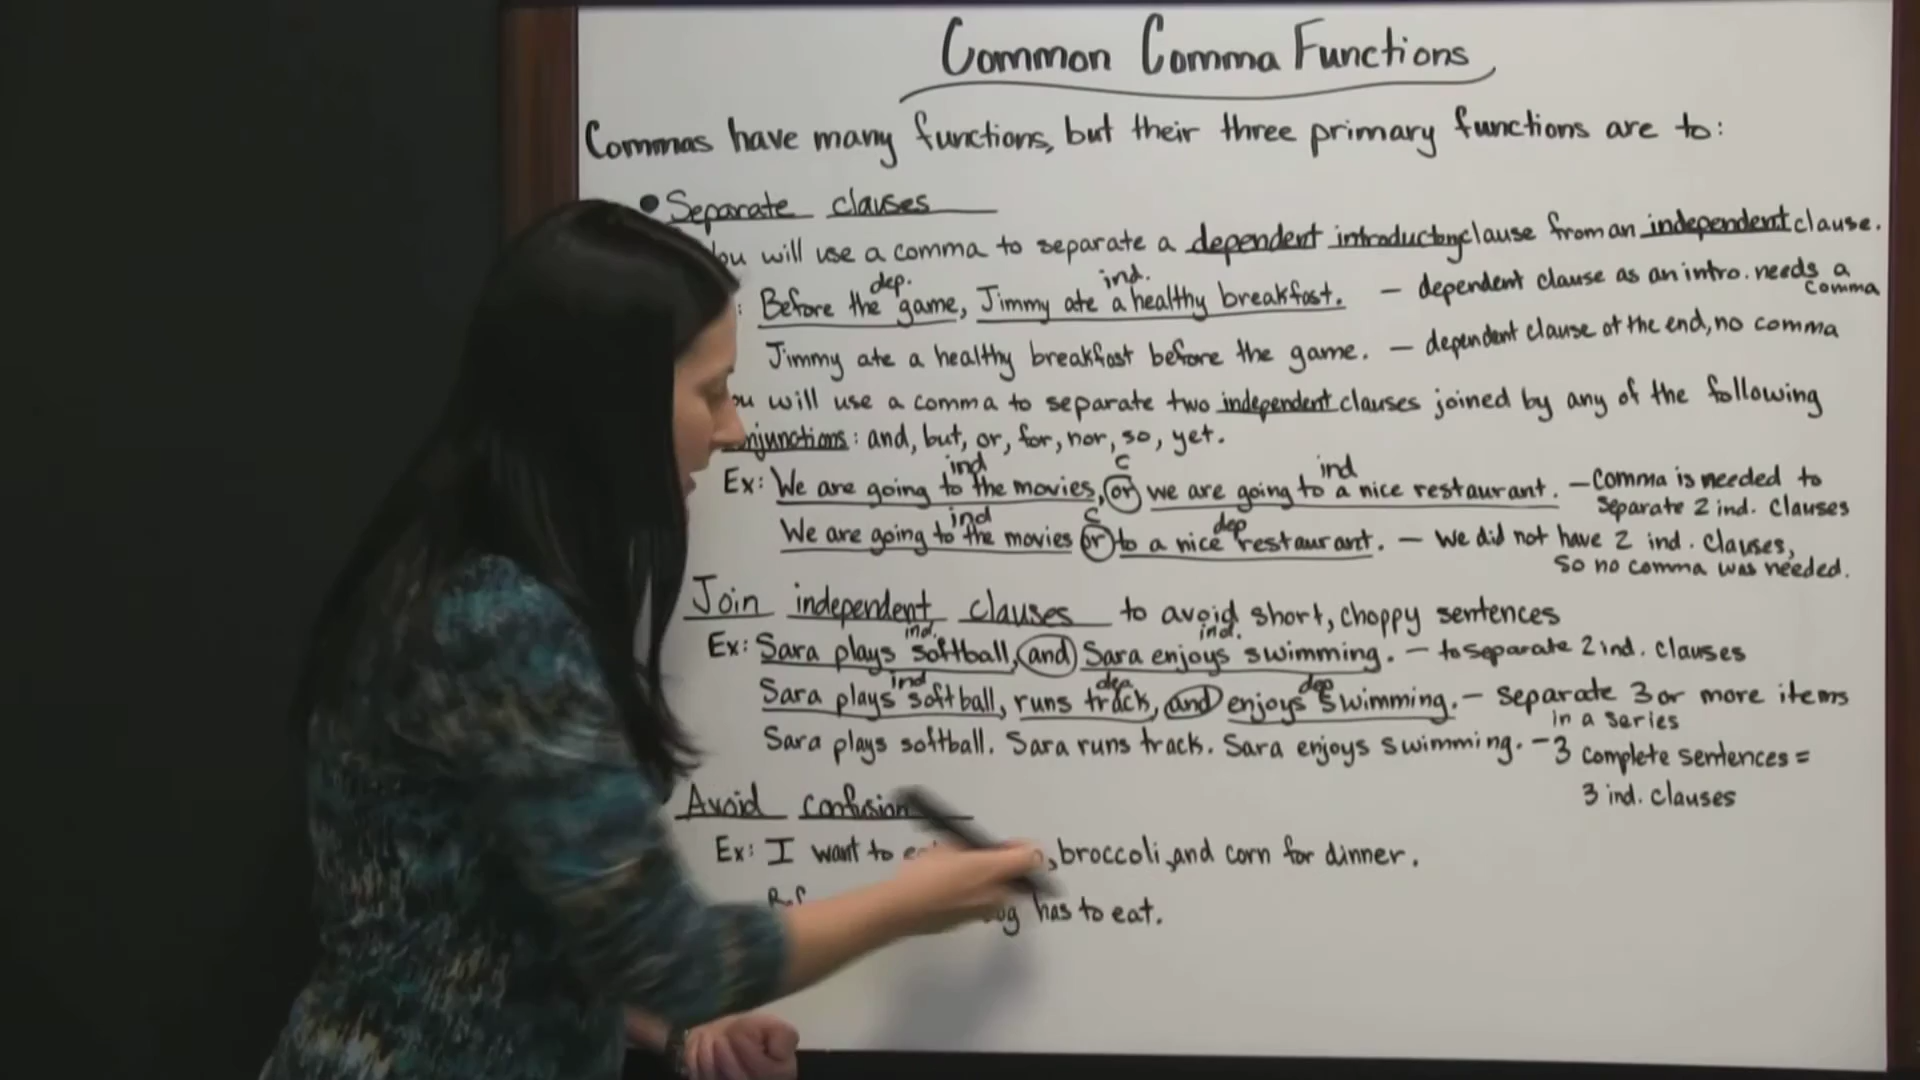 Common Comma Functions
Commas have many functions, but their three primary functions are to:
• Separate clauses
will use a comma to separate a dependent introductory clause from an independent clause.
dep. ind.
: Before the game, Jimmy ate a healthy breakfast. — dependent clause as an intro. needs a comma
Jimmy ate a healthy breakfast before the game. — dependent clause at the end, no comma
will use a comma to separate two independent clauses joined by any of the following
: and, but, or, for, nor, so, yet.
ind c ind
Ex: We are going to the movies, or we are going to a nice restaurant. — Comma is needed to
separate 2 ind. clauses
ind c dep
We are going to the movies or to a nice restaurant. — We did not have 2 ind. clauses,
so no comma was needed.
Join independent clauses to avoid short, choppy sentences
ind. ind.
Ex: Sara plays softball, and Sara enjoys swimming. — to separate 2 ind. clauses
ind dep dep
Sara plays softball, runs track, and enjoys swimming. — separate 3 or more items
in a series
Sara plays softball. Sara runs track. Sara enjoys swimming. — 3 complete sentences =
3 ind. clauses
Avoid confusion
Ex: I want to , broccoli, and corn for dinner.
has to eat.